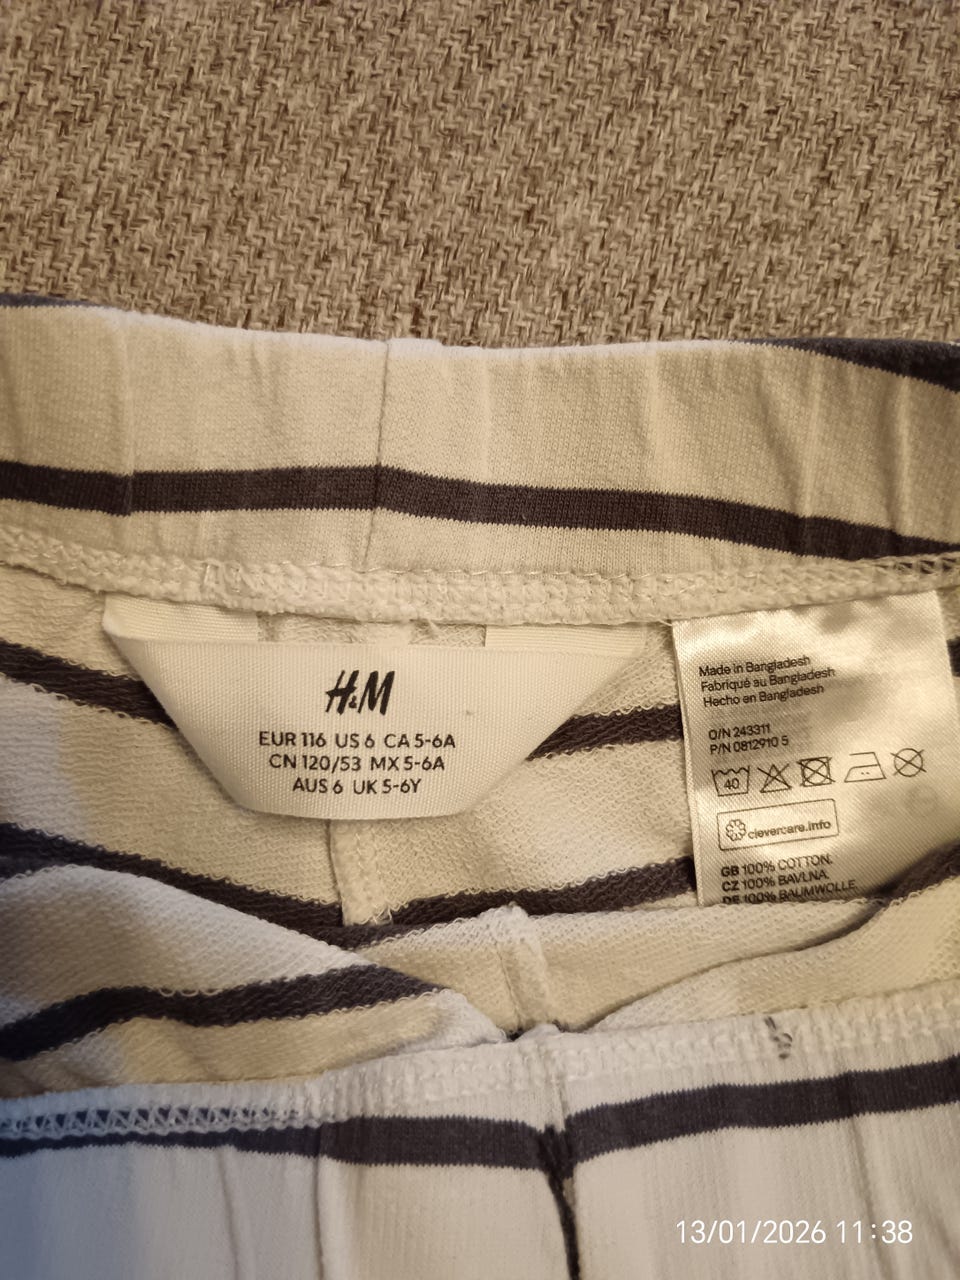 H&M
EUR 116 US 6 CA 5-6A
CN 120/53 MX 5-6A
AUS 6 UK 5-6Y
Made in Bangladesh
Fabriqué au Bangladesh
Hecho en Bangladesh
O/N 243311
P/N 0812910 5
40
clevercare.info
GB 100% COTTON.
CZ 100% BAVLNA.
DE 100% BAUMWOLLE
13/01/2026 11:38